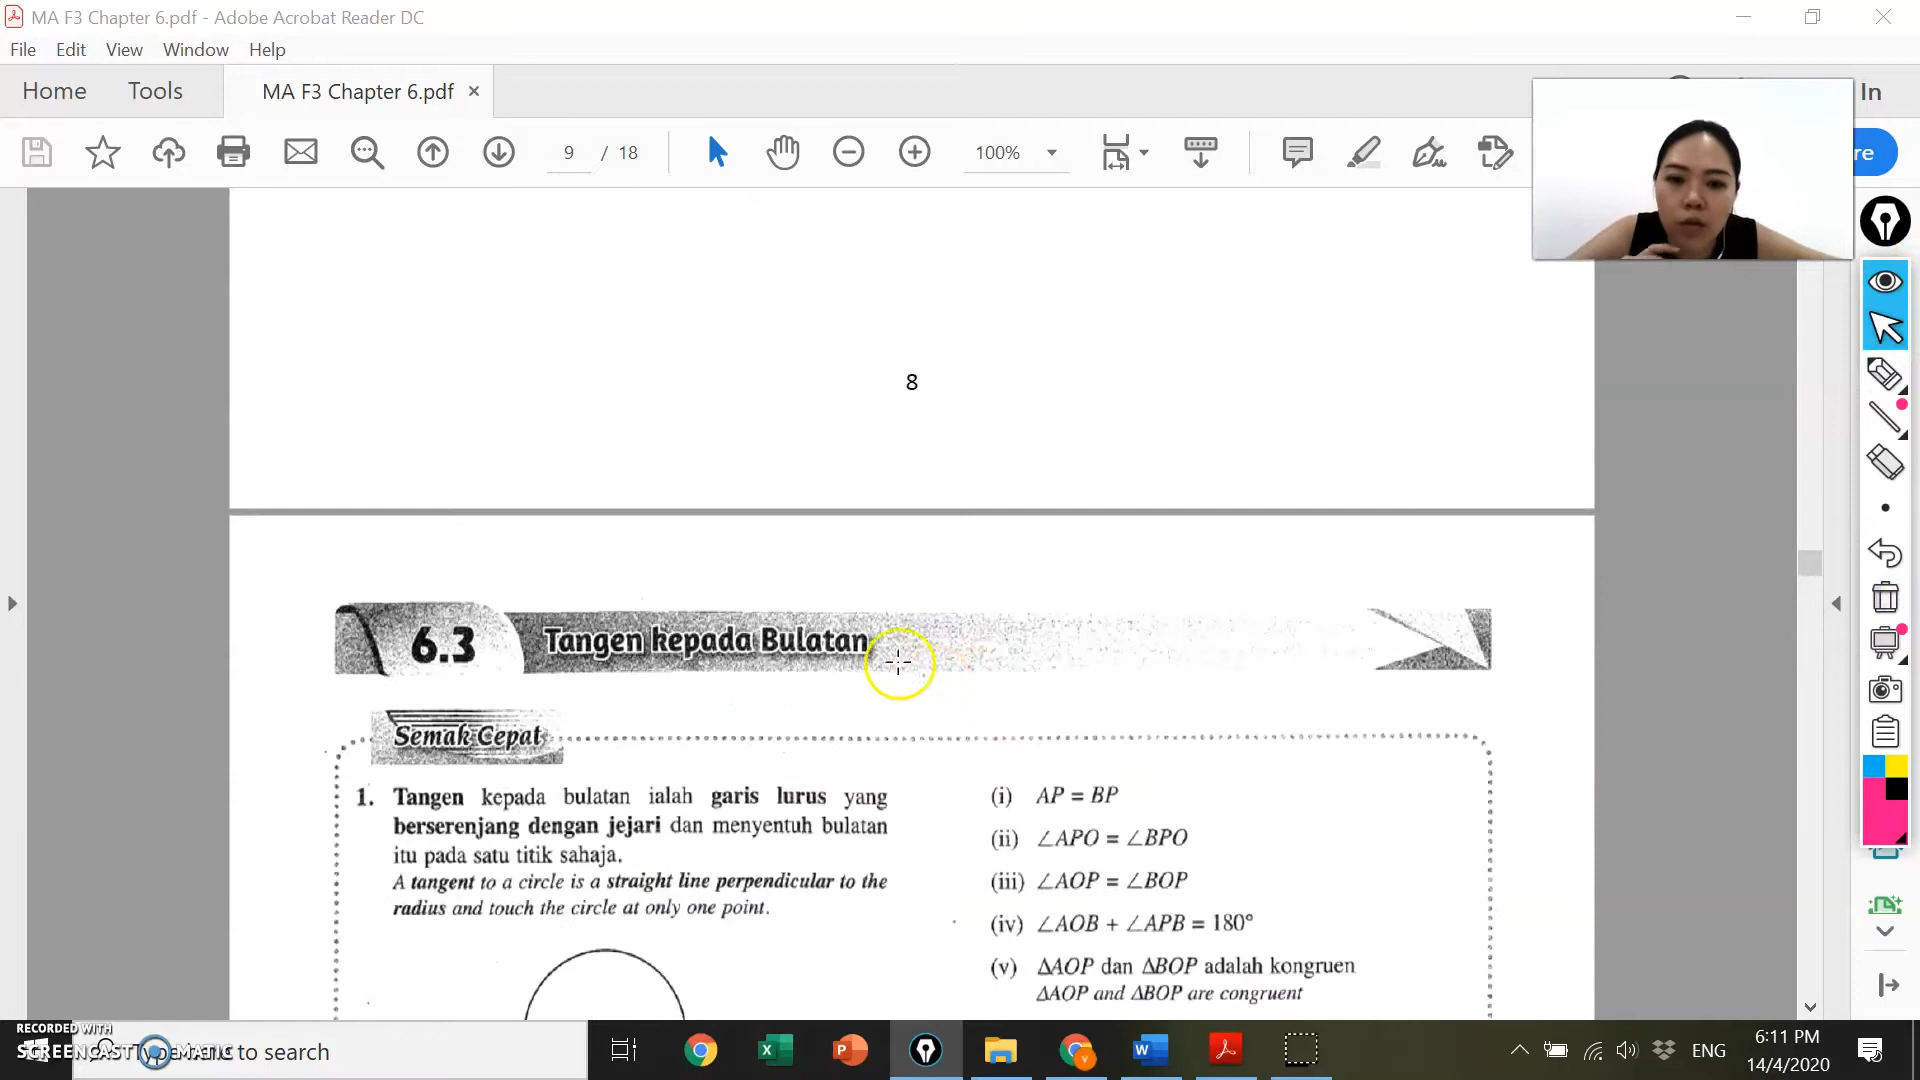 MA F3 Chapter 6.pdf - Adobe Acrobat Reader DC
File Edit View Window Help
Home Tools MA F3 Chapter 6.pdf × In
9 / 18 100% re
8
6.3 Tangen kepada Bulatan
Semak Cepat
1. Tangen kepada bulatan ialah garis lurus yang
berserenjang dengan jejari dan menyentuh bulatan
itu pada satu titik sahaja.
A tangent to a circle is a straight line perpendicular to the
radius and touch the circle at only one point.
(i) AP = BP
(ii) ∠APO = ∠BPO
(iii) ∠AOP = ∠BOP
(iv) ∠AOB + ∠APB = 180°
(v) ΔAOP dan ΔBOP adalah kongruen
ΔAOP and ΔBOP are congruent
RECORDED WITH
SCREENCAST MATIC
Type here to search
ENG
6:11 PM
14/4/2020